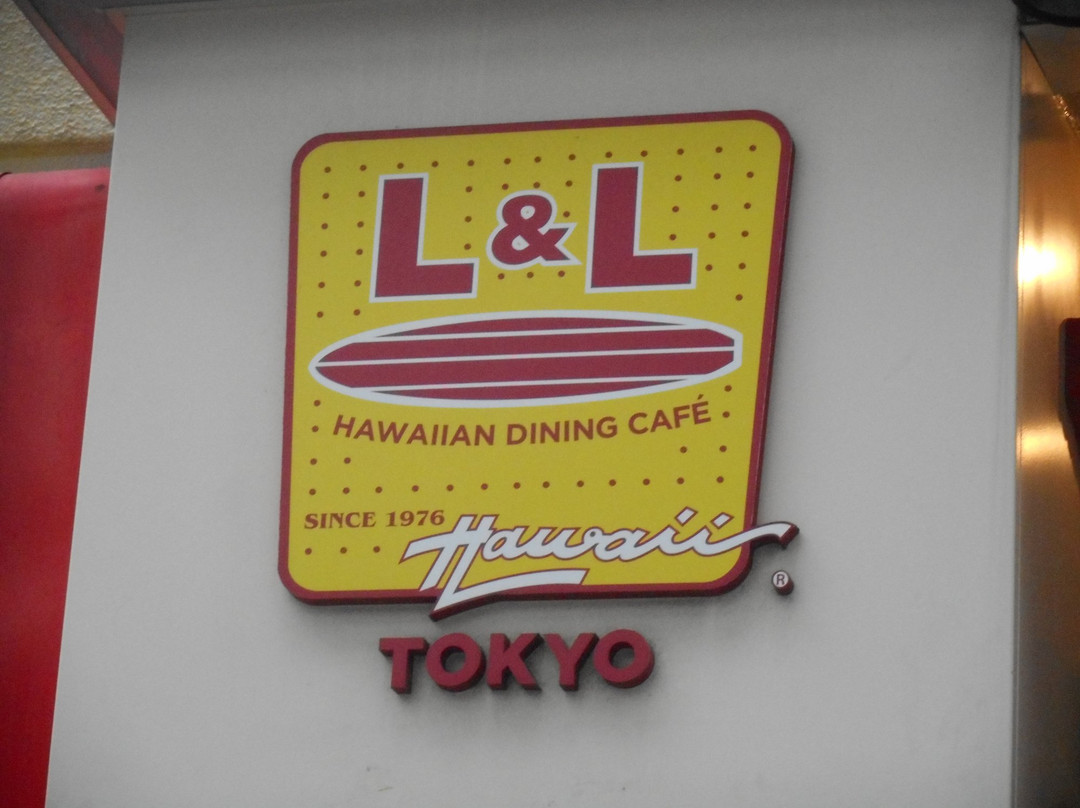 L & L
HAWAIIAN DINING CAFÉ
SINCE 1976
Hawaii
®
TOKYO